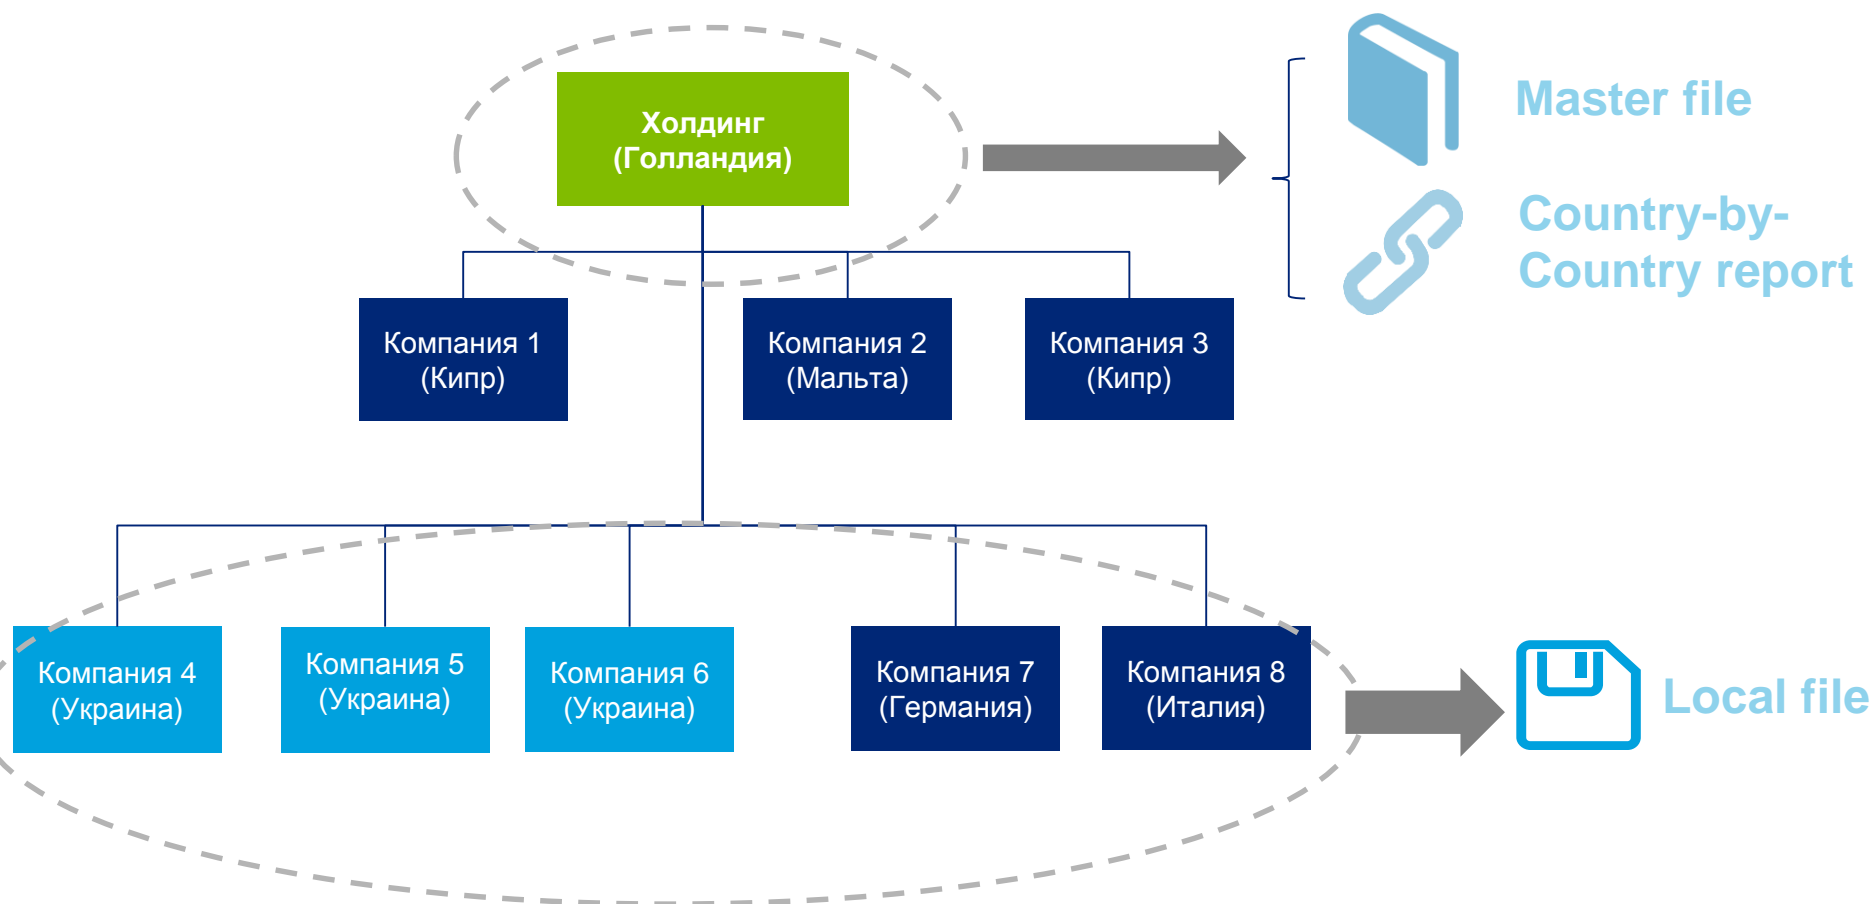 Холдинг
(Голландия)
Master file
Country-by-
Country report
Компания 1
(Кипр)
Компания 2
(Мальта)
Компания 3
(Кипр)
Компания 4
(Украина)
Компания 5
(Украина)
Компания 6
(Украина)
Компания 7
(Германия)
Компания 8
(Италия)
Local file